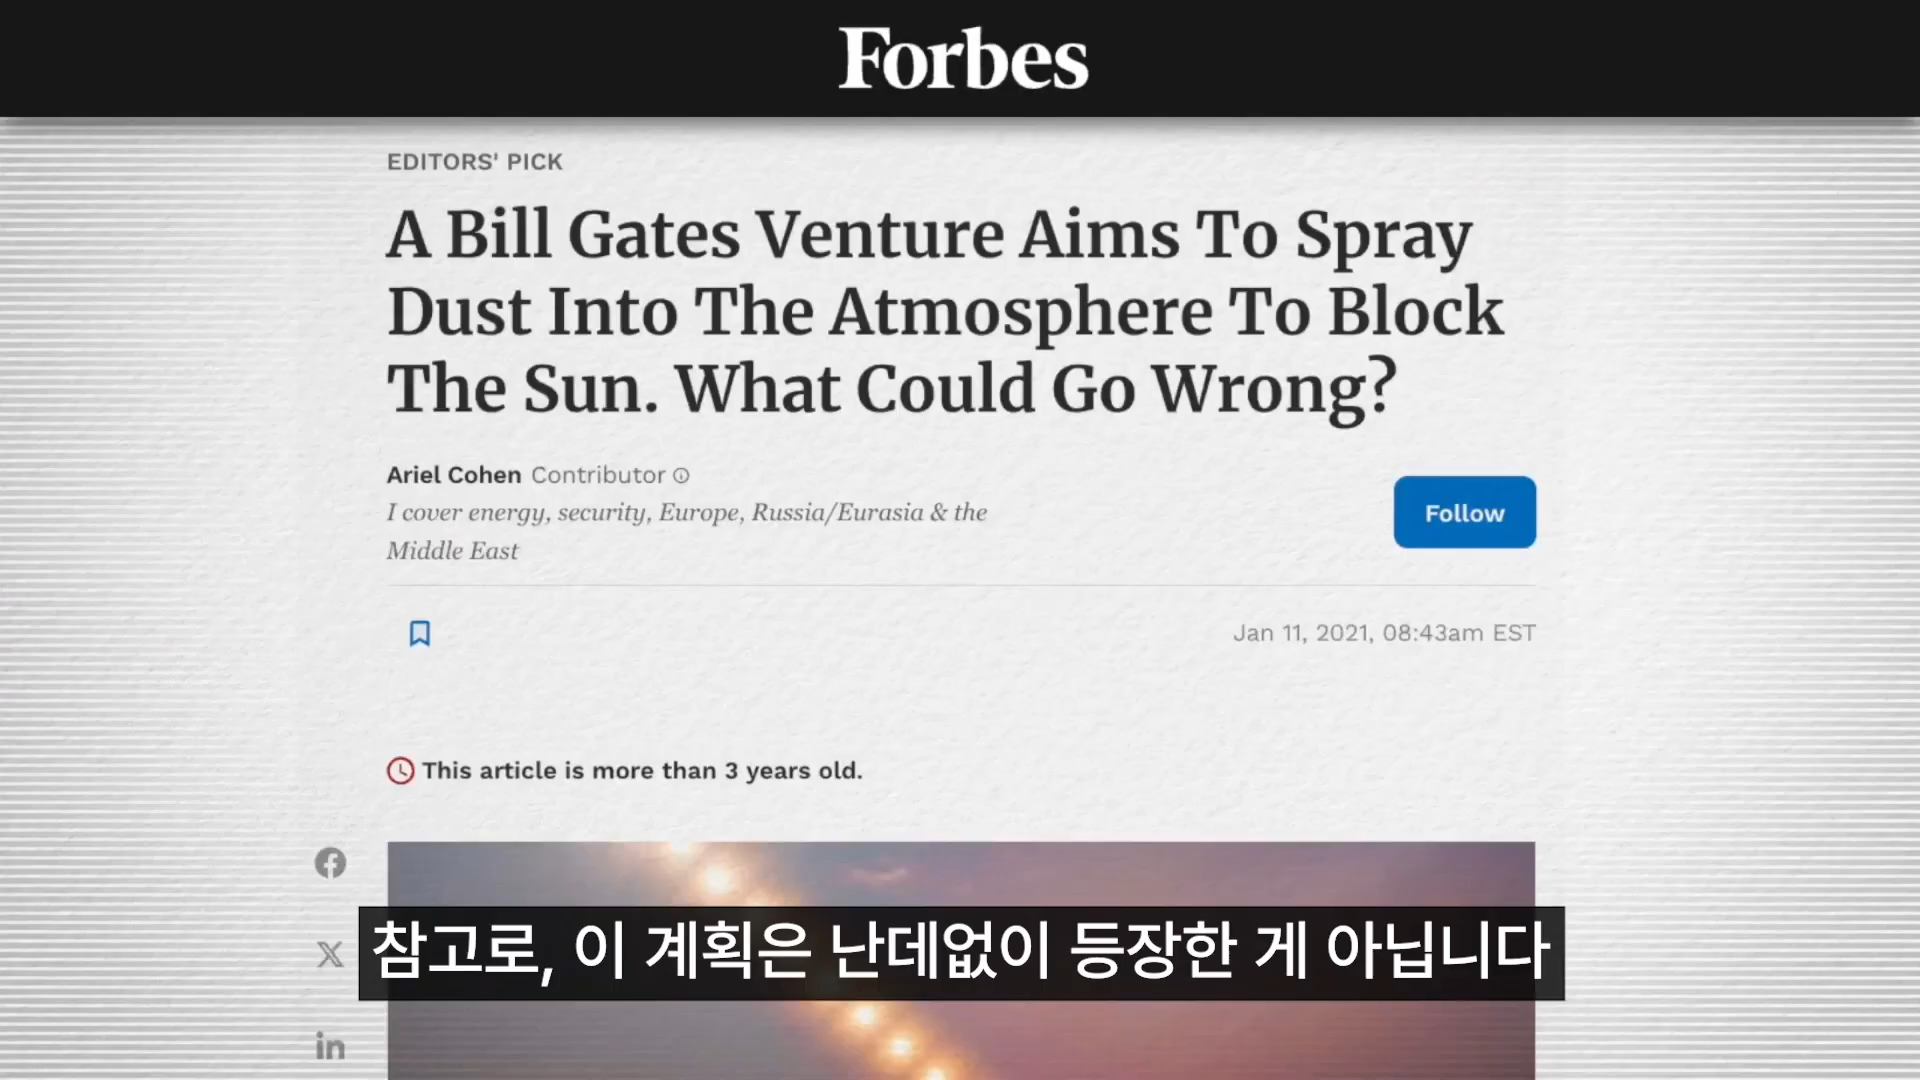 Forbes
EDITORS' PICK
A Bill Gates Venture Aims To Spray
Dust Into The Atmosphere To Block
The Sun. What Could Go Wrong?
Ariel Cohen Contributor
I cover energy, security, Europe, Russia/Eurasia & the
Middle East
Follow
Jan 11, 2021, 08:43am EST
This article is more than 3 years old.
참고로, 이 계획은 난데없이 등장한 게 아닙니다